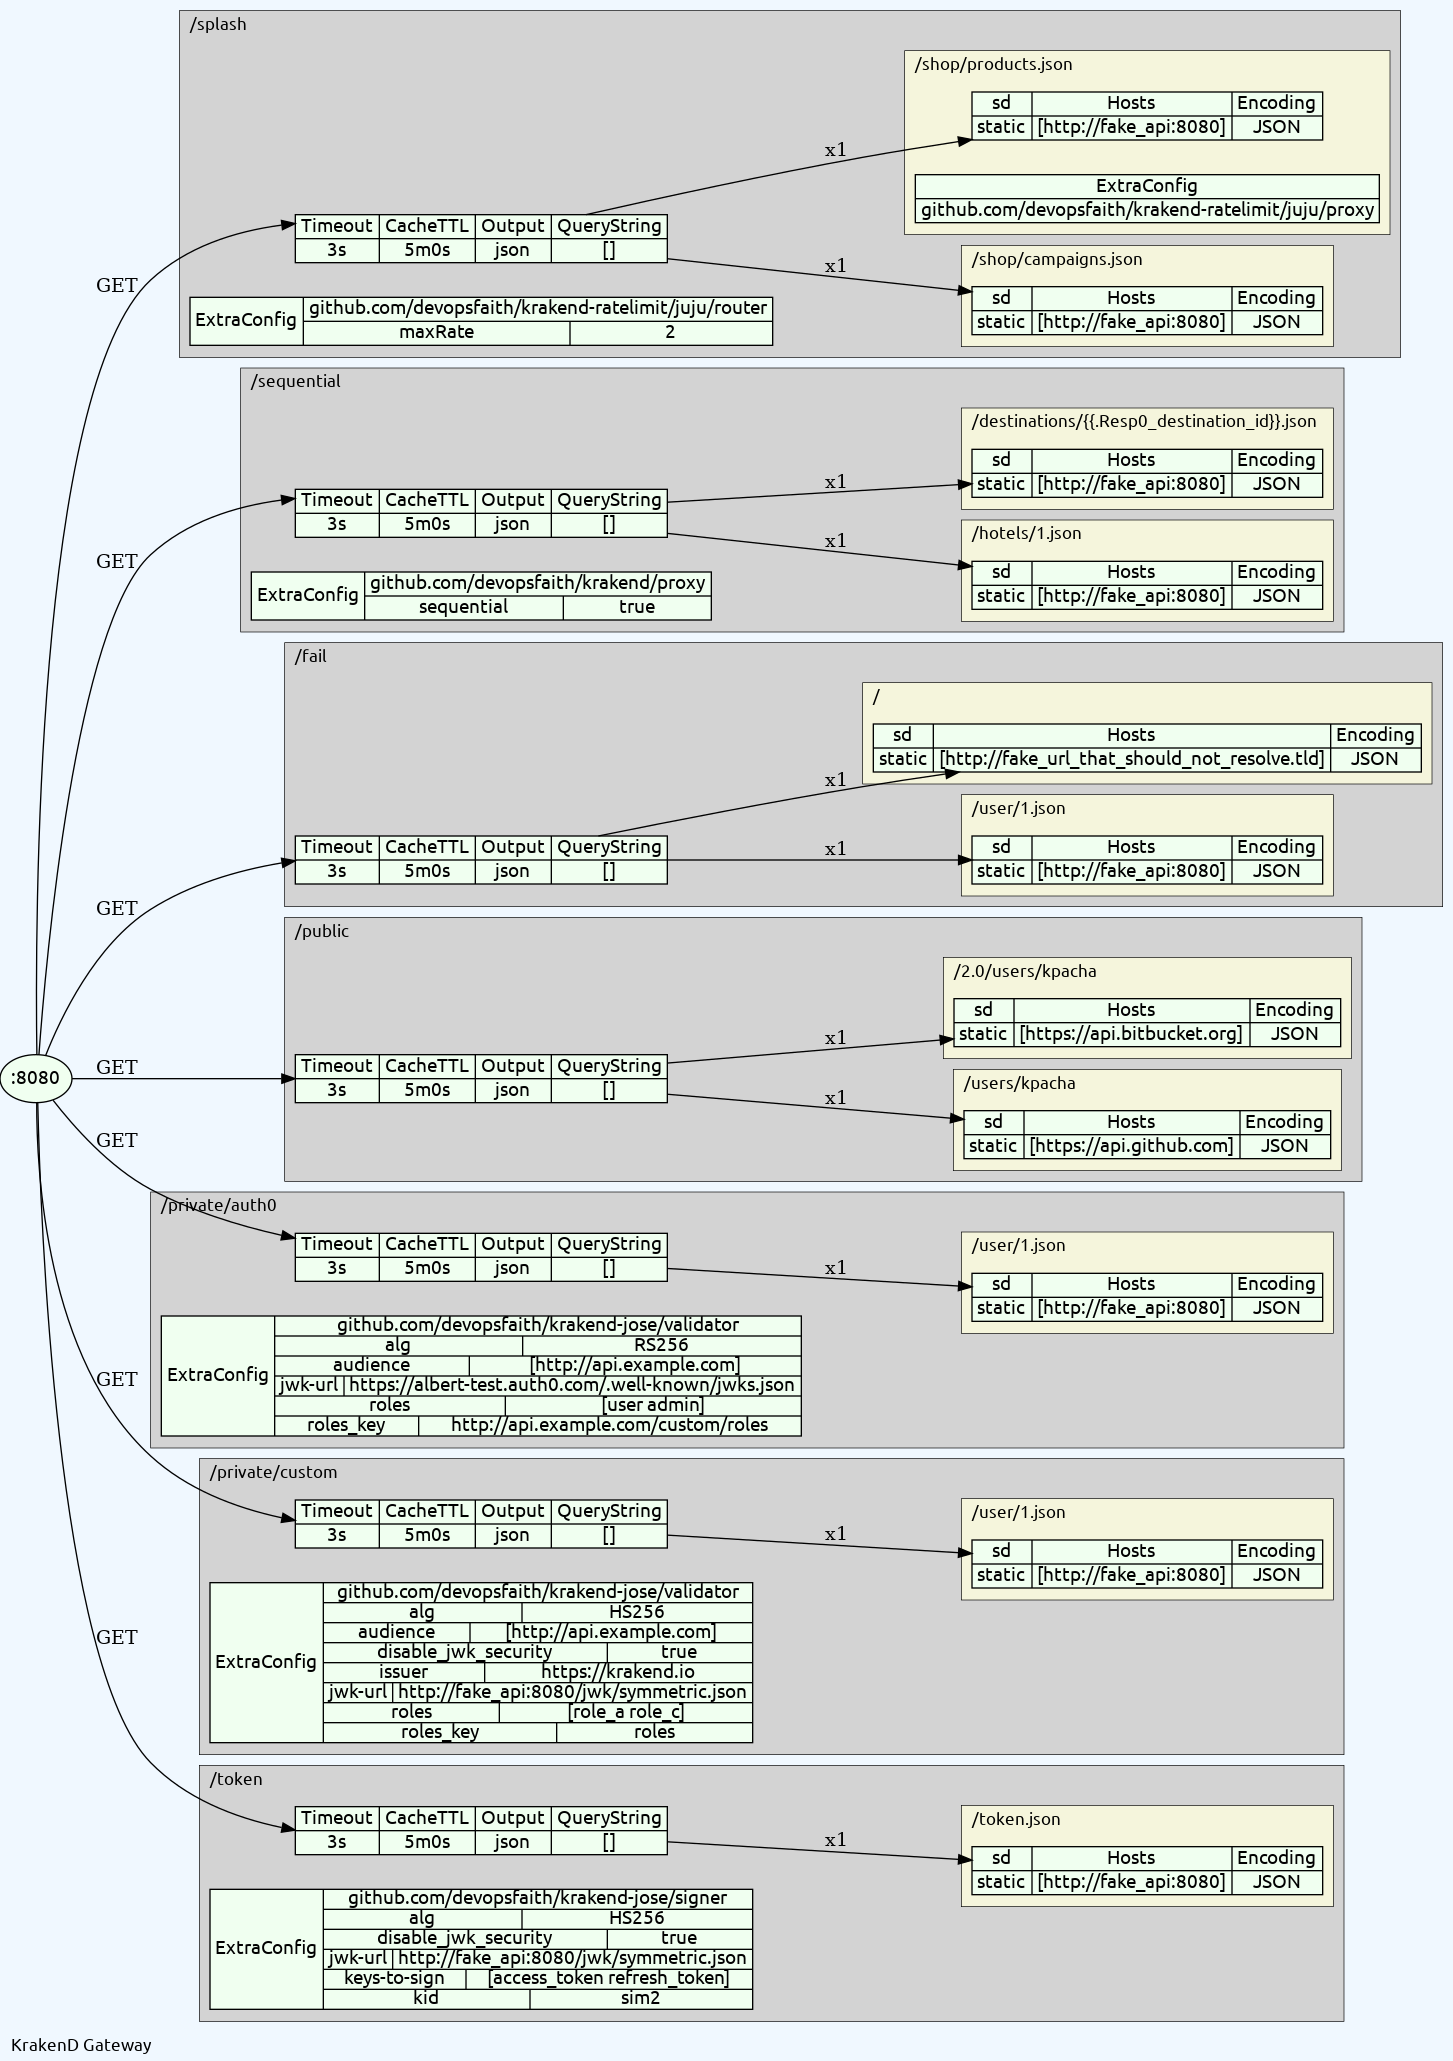 /splash
/shop/products.json
sd Hosts Encoding
static [http://fake_api:8080] JSON
x1
ExtraConfig
github.com/devopsfaith/krakend-ratelimit/juju/proxy
Timeout CacheTTL Output QueryString
3s 5m0s json []
GET
/shop/campaigns.json
x1
sd Hosts Encoding
static [http://fake_api:8080] JSON
ExtraConfig
github.com/devopsfaith/krakend-ratelimit/juju/router
maxRate 2
/sequential
/destinations/{{.Resp0_destination_id}}.json
sd Hosts Encoding
static [http://fake_api:8080] JSON
x1
Timeout CacheTTL Output QueryString
3s 5m0s json []
GET
/hotels/1.json
x1
sd Hosts Encoding
static [http://fake_api:8080] JSON
ExtraConfig
github.com/devopsfaith/krakend/proxy
sequential true
/fail
/
sd Hosts Encoding
static [http://fake_url_that_should_not_resolve.tld] JSON
x1
/user/1.json
Timeout CacheTTL Output QueryString
3s 5m0s json []
x1
sd Hosts Encoding
static [http://fake_api:8080] JSON
GET
/public
/2.0/users/kpacha
sd Hosts Encoding
static [https://api.bitbucket.org] JSON
x1
Timeout CacheTTL Output QueryString
3s 5m0s json []
GET
:8080
/users/kpacha
x1
sd Hosts Encoding
static [https://api.github.com] JSON
GET
/private/auth0
Timeout CacheTTL Output QueryString
3s 5m0s json []
x1
/user/1.json
sd Hosts Encoding
static [http://fake_api:8080] JSON
ExtraConfig
github.com/devopsfaith/krakend-jose/validator
alg RS256
audience [http://api.example.com]
jwk-url https://albert-test.auth0.com/.well-known/jwks.json
roles [user admin]
roles_key http://api.example.com/custom/roles
GET
/private/custom
Timeout CacheTTL Output QueryString
3s 5m0s json []
x1
/user/1.json
sd Hosts Encoding
static [http://fake_api:8080] JSON
ExtraConfig
github.com/devopsfaith/krakend-jose/validator
alg HS256
audience [http://api.example.com]
disable_jwk_security true
issuer https://krakend.io
jwk-url http://fake_api:8080/jwk/symmetric.json
roles [role_a role_c]
roles_key roles
GET
/token
Timeout CacheTTL Output QueryString
3s 5m0s json []
x1
/token.json
sd Hosts Encoding
static [http://fake_api:8080] JSON
ExtraConfig
github.com/devopsfaith/krakend-jose/signer
alg HS256
disable_jwk_security true
jwk-url http://fake_api:8080/jwk/symmetric.json
keys-to-sign [access_token refresh_token]
kid sim2
KrakenD Gateway